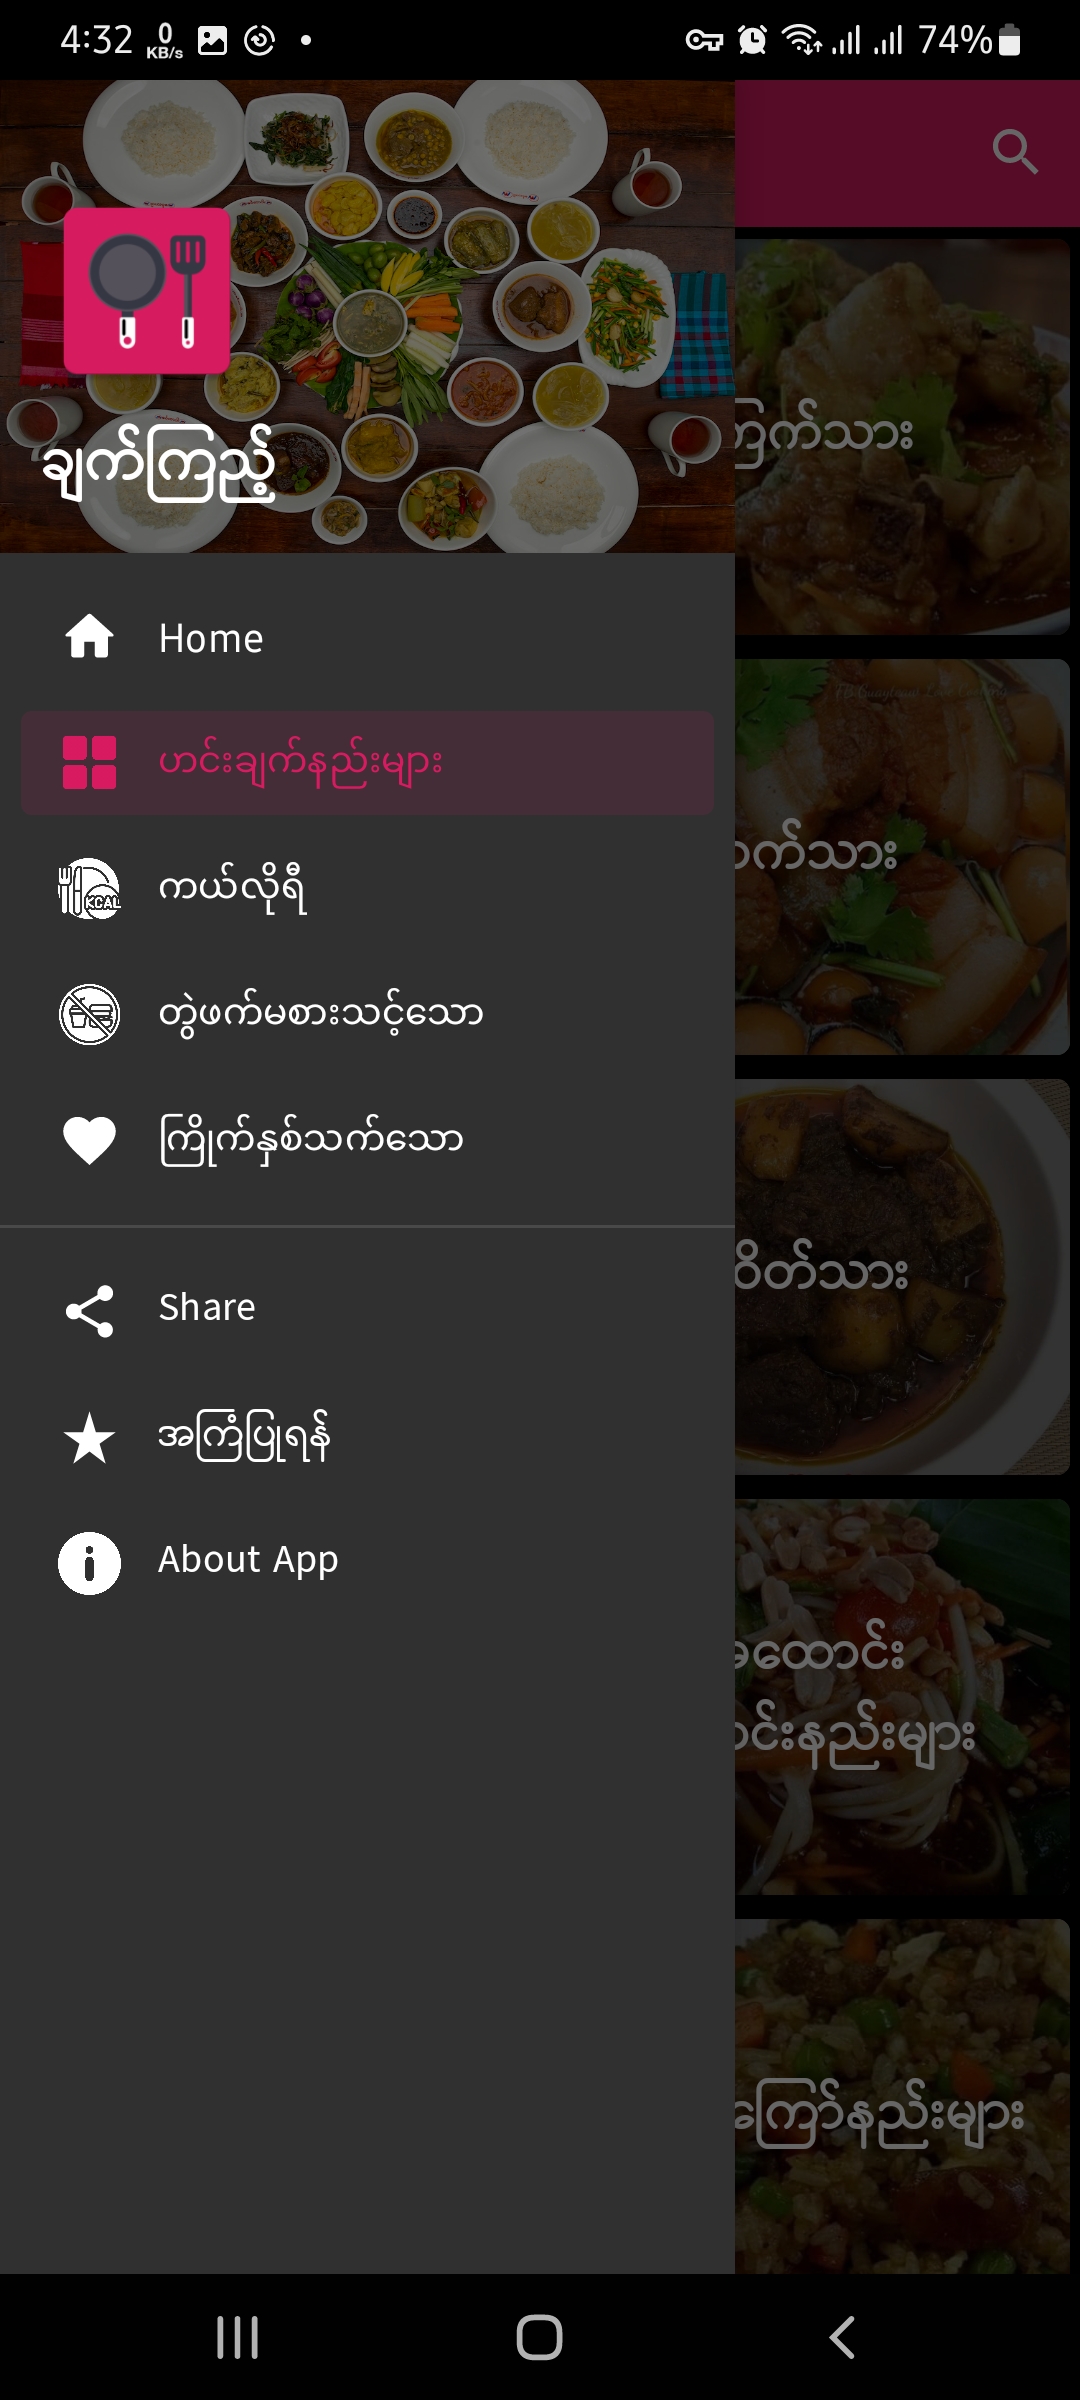 4:32
0
KB/s
74%
ချက်ကြည့်
Home
ဟင်းချက်နည်းများ
KCAL
ကယ်လိုရီ
တွဲဖက်မစားသင့်သော
ကြိုက်နှစ်သက်သော
Share
အကြံပြုရန်
About App